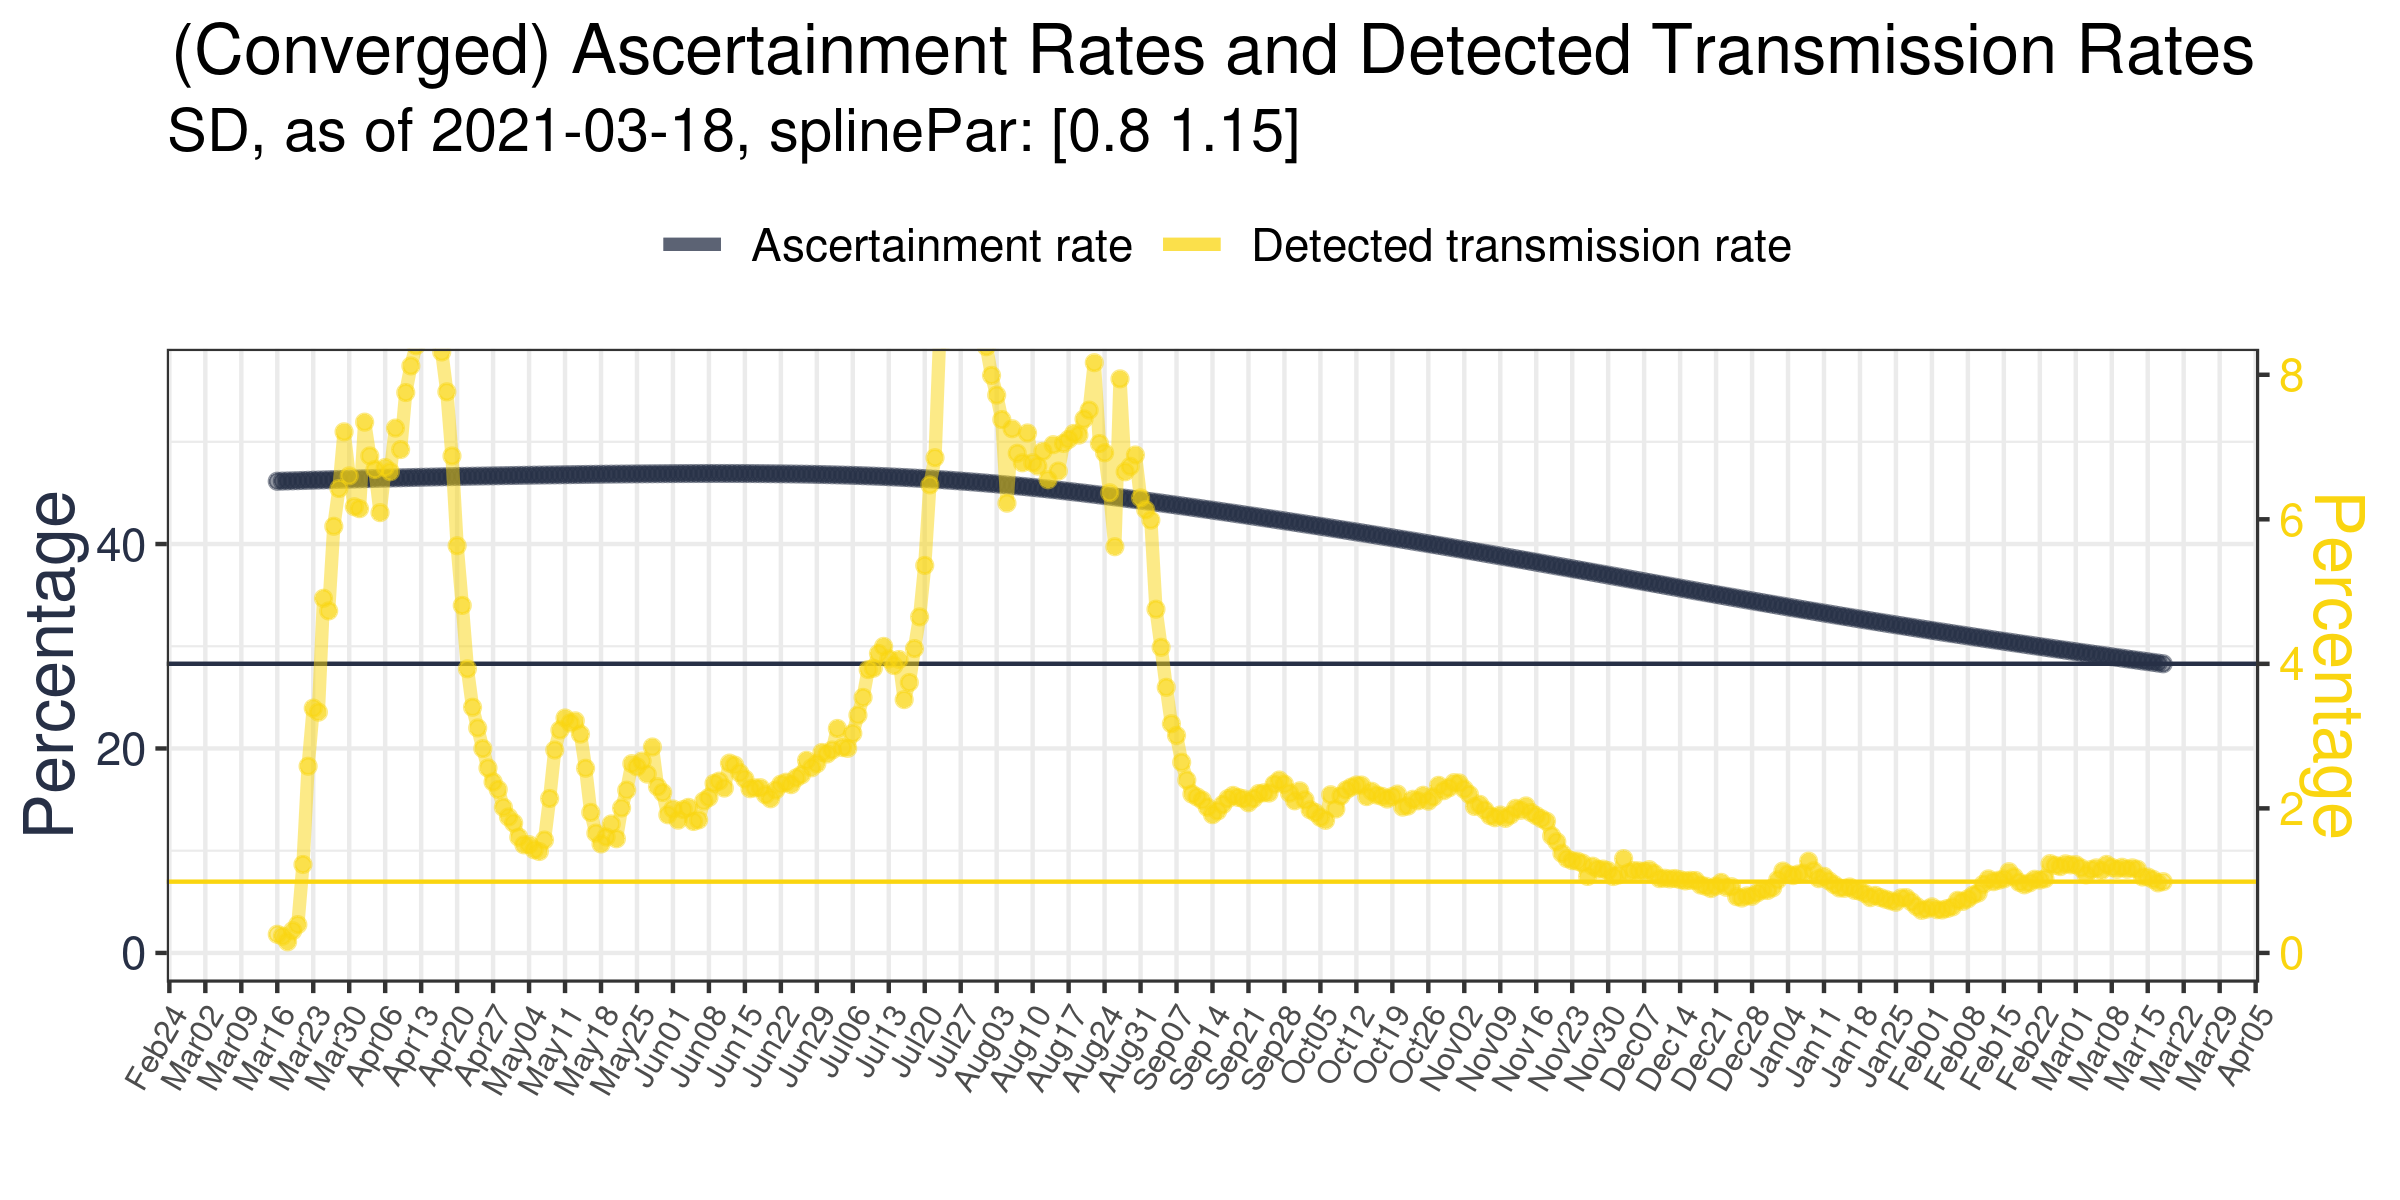 (Converged) Ascertainment Rates and Detected Transmission Rates
SD, as of 2021-03-18, splinePar: [0.8 1.15]
Ascertainment rate
Detected transmission rate
Percentage
40
20
0
8
6
4
2
0
Percentage
Feb24
Mar02
Mar09
Mar16
Mar23
Mar30
Apr06
Apr13
Apr20
Apr27
May04
May11
May18
May25
Jun01
Jun08
Jun15
Jun22
Jun29
Jul06
Jul13
Jul20
Jul27
Aug03
Aug10
Aug17
Aug24
Aug31
Sep07
Sep14
Sep21
Sep28
Oct05
Oct12
Oct19
Oct26
Nov02
Nov09
Nov16
Nov23
Nov30
Dec07
Dec14
Dec21
Dec28
Jan04
Jan11
Jan18
Jan25
Feb01
Feb08
Feb15
Feb22
Mar01
Mar08
Mar15
Mar22
Mar29
Apr05